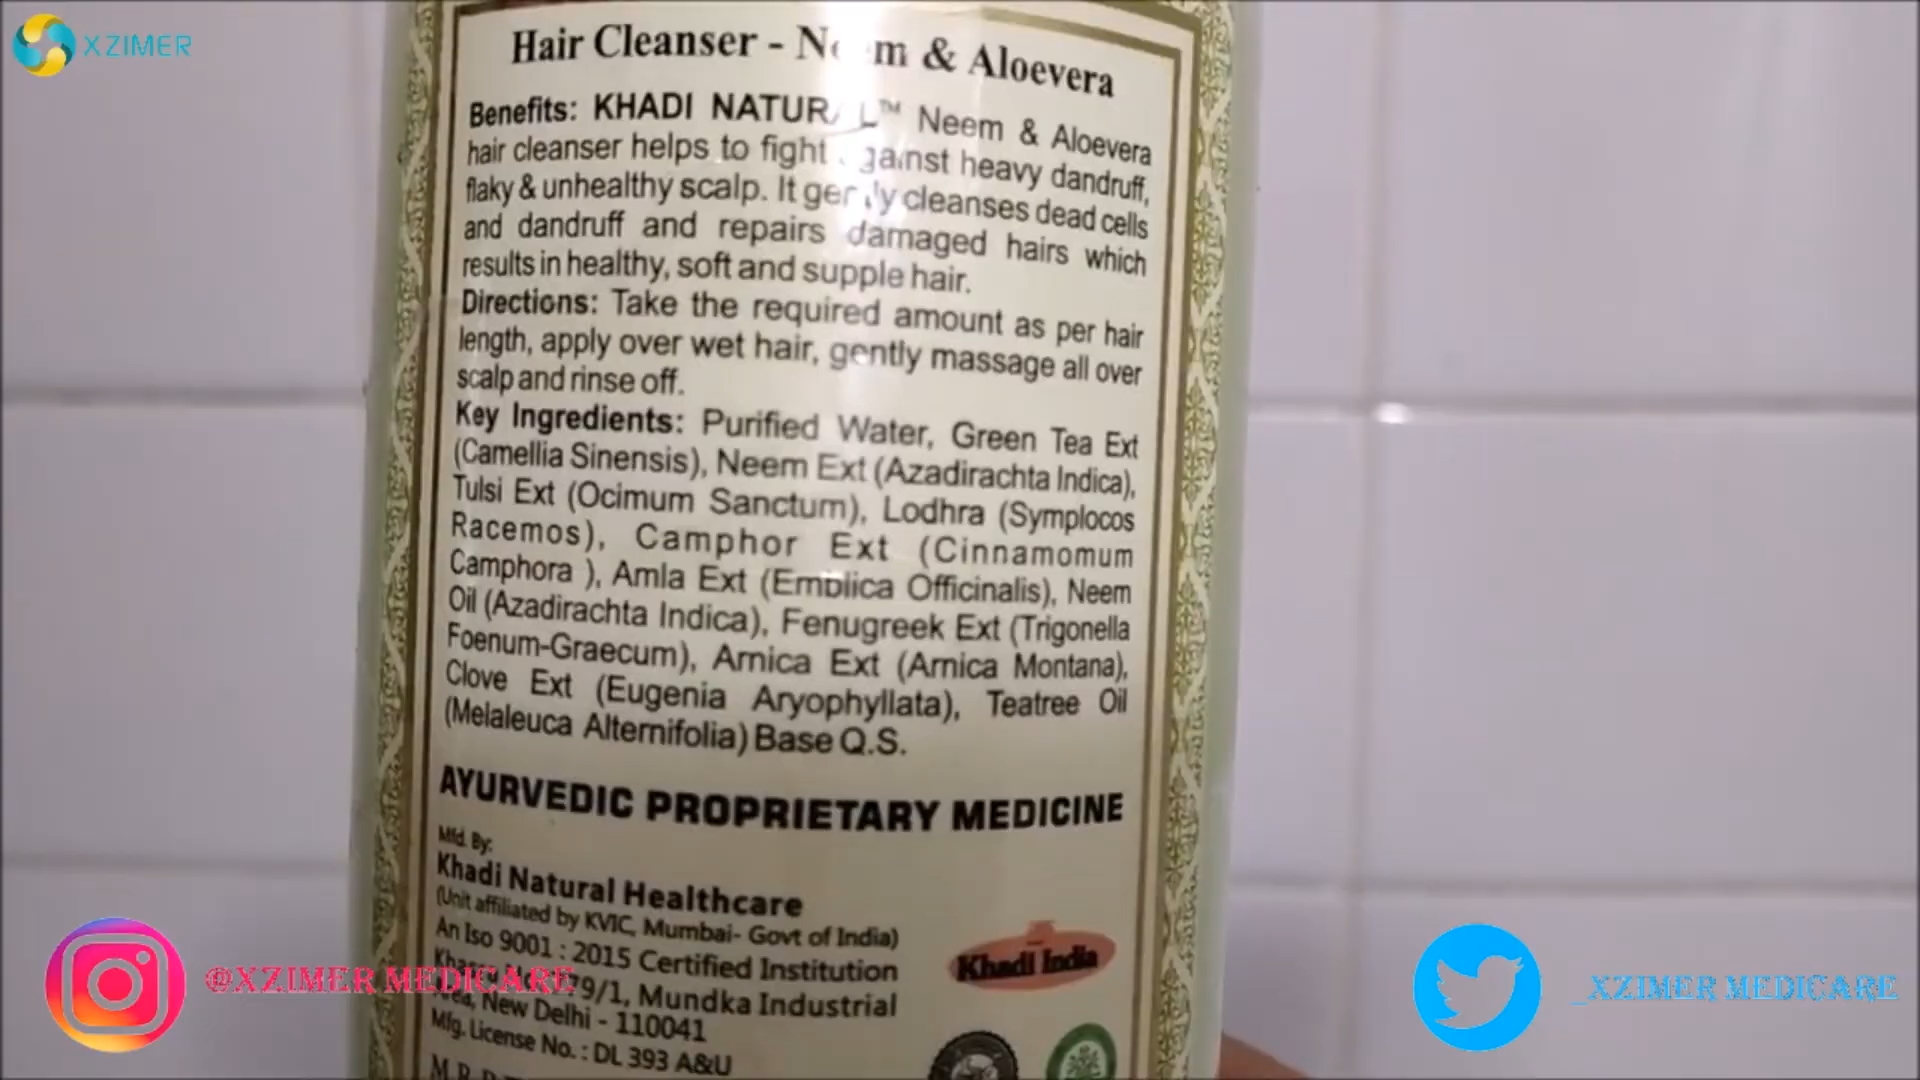 XZIMER
Hair Cleanser - Neem & Aloevera
Benefits: KHADI NATURAL™ Neem & Aloevera
hair cleanser helps to fight against heavy dandruff,
flaky & unhealthy scalp. It gently cleanses dead cells
and dandruff and repairs damaged hairs which
results in healthy, soft and supple hair.
Directions: Take the required amount as per hair
length, apply over wet hair, gently massage all over
scalp and rinse off.
Key Ingredients: Purified Water, Green Tea Ext
(Camellia Sinensis), Neem Ext (Azadirachta Indica),
Tulsi Ext (Ocimum Sanctum), Lodhra (Symplocos
Racemos), Camphor Ext (Cinnamomum
Camphora ), Amla Ext (Emblica Officinalis), Neem
Oil (Azadirachta Indica), Fenugreek Ext (Trigonella
Foenum-Graecum), Arnica Ext (Arnica Montana),
Clove Ext (Eugenia Aryophyllata), Teatree Oil
(Melaleuca Alternifolia) Base Q.S.
AYURVEDIC PROPRIETARY MEDICINE
Mfd. By:
Khadi Natural Healthcare
(Unit affiliated by KVIC, Mumbai- Govt of India)
An Iso 9001 : 2015 Certified Institution
79/1, Mundka Industrial
New Delhi - 110041
Mfg. License No. : DL 393 A&U
Khadi India
@XZIMER MEDICARE
_XZIMER MEDICARE